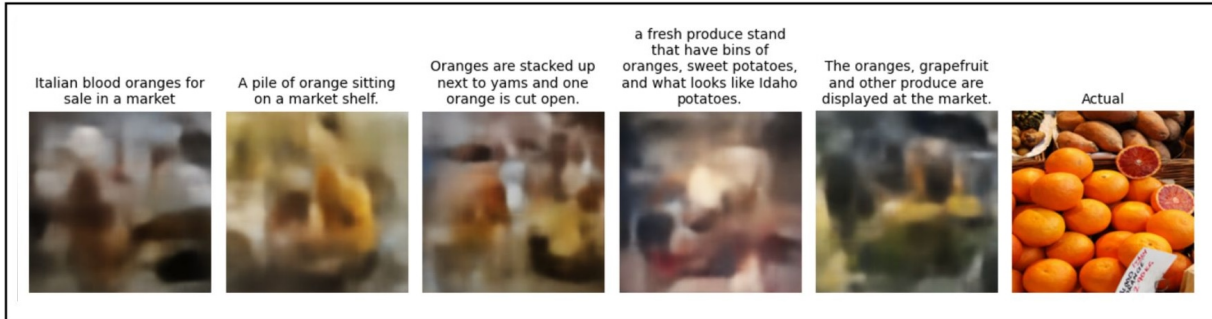 Italian blood oranges for
sale in a market
A pile of orange sitting
on a market shelf.
Oranges are stacked up
next to yams and one
orange is cut open.
a fresh produce stand
that have bins of
oranges, sweet potatoes,
and what looks like Idaho
potatoes.
The oranges, grapefruit
and other produce are
displayed at the market.
Actual